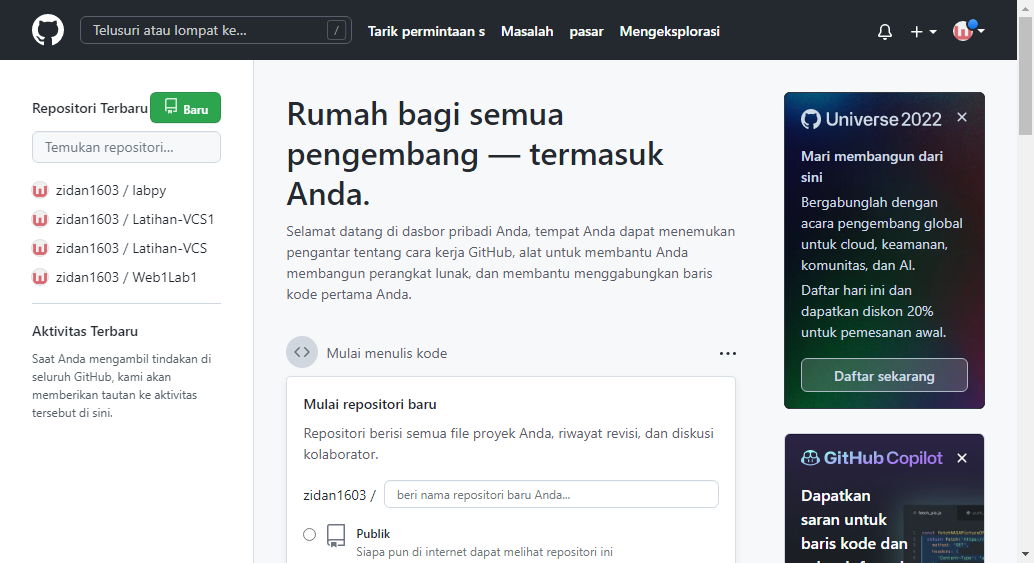 Telusuri atau lompat ke...
/
Tarik permintaan s
Masalah
pasar
Mengeksplorasi
Repositori Terbaru
Baru
Temukan repositori...
zidan1603 / labpy
zidan1603 / Latihan-VCS1
zidan1603 / Latihan-VCS
zidan1603 / Web1Lab1
Aktivitas Terbaru
Saat Anda mengambil tindakan di
seluruh GitHub, kami akan
memberikan tautan ke aktivitas
tersebut di sini.
Rumah bagi semua
pengembang — termasuk
Anda.
Selamat datang di dasbor pribadi Anda, tempat Anda dapat menemukan
pengantar tentang cara kerja GitHub, alat untuk membantu Anda
membangun perangkat lunak, dan membantu menggabungkan baris
kode pertama Anda.
Mulai menulis kode
Mulai repositori baru
Repositori berisi semua file proyek Anda, riwayat revisi, dan diskusi
kolaborator.
zidan1603 /
beri nama repositori baru Anda...
Publik
Siapa pun di internet dapat melihat repositori ini
Universe 2022
Mari membangun dari
sini
Bergabunglah dengan
acara pengembang global
untuk cloud, keamanan,
komunitas, dan AI.
Daftar hari ini dan
dapatkan diskon 20%
untuk pemesanan awal.
Daftar sekarang
GitHub Copilot
Dapatkan
saran untuk
baris kode dan